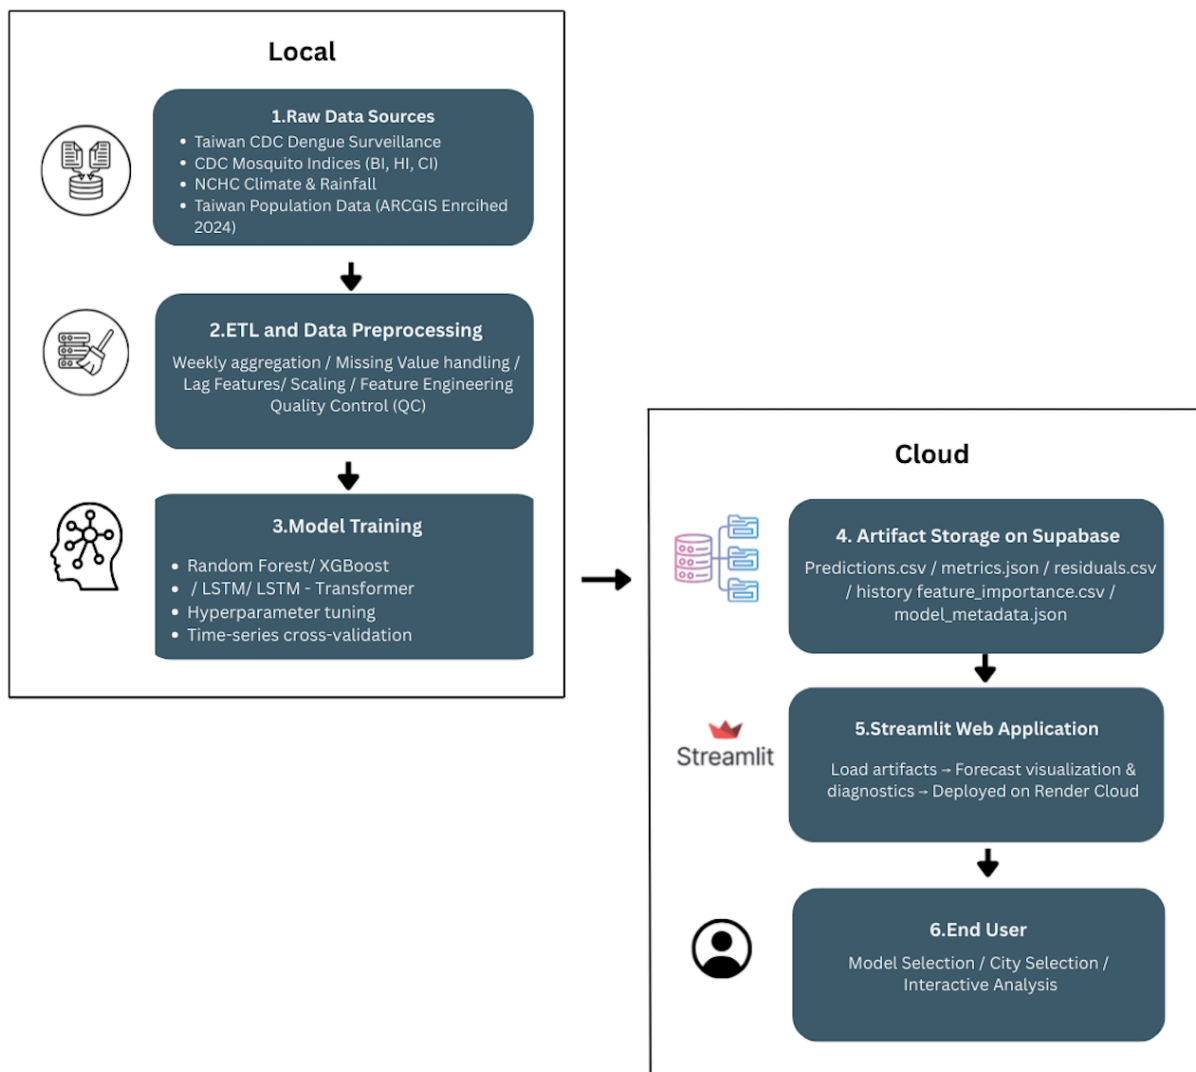 Local
1.Raw Data Sources
• Taiwan CDC Dengue Surveillance
• CDC Mosquito Indices (BI, HI, CI)
• NCHC Climate & Rainfall
• Taiwan Population Data (ARCGIS Enrcihed
2024)
2.ETL and Data Preprocessing
Weekly aggregation / Missing Value handling /
Lag Features/ Scaling / Feature Engineering
Quality Control (QC)
3.Model Training
• Random Forest/ XGBoost
• / LSTM/ LSTM - Transformer
• Hyperparameter tuning
• Time-series cross-validation
Cloud
4. Artifact Storage on Supabase
Predictions.csv / metrics.json / residuals.csv
/ history feature_importance.csv /
model_metadata.json
Streamlit
5.Streamlit Web Application
Load artifacts → Forecast visualization &
diagnostics → Deployed on Render Cloud
6.End User
Model Selection / City Selection /
Interactive Analysis